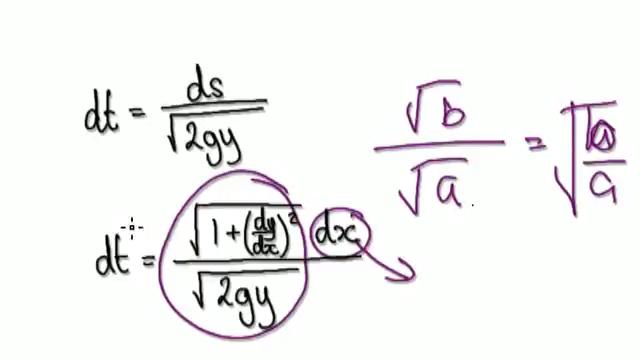 dt = ds / √2gy
√b / √a = √b / a
dt = √1 + (dy/dx)² dx / √2gy